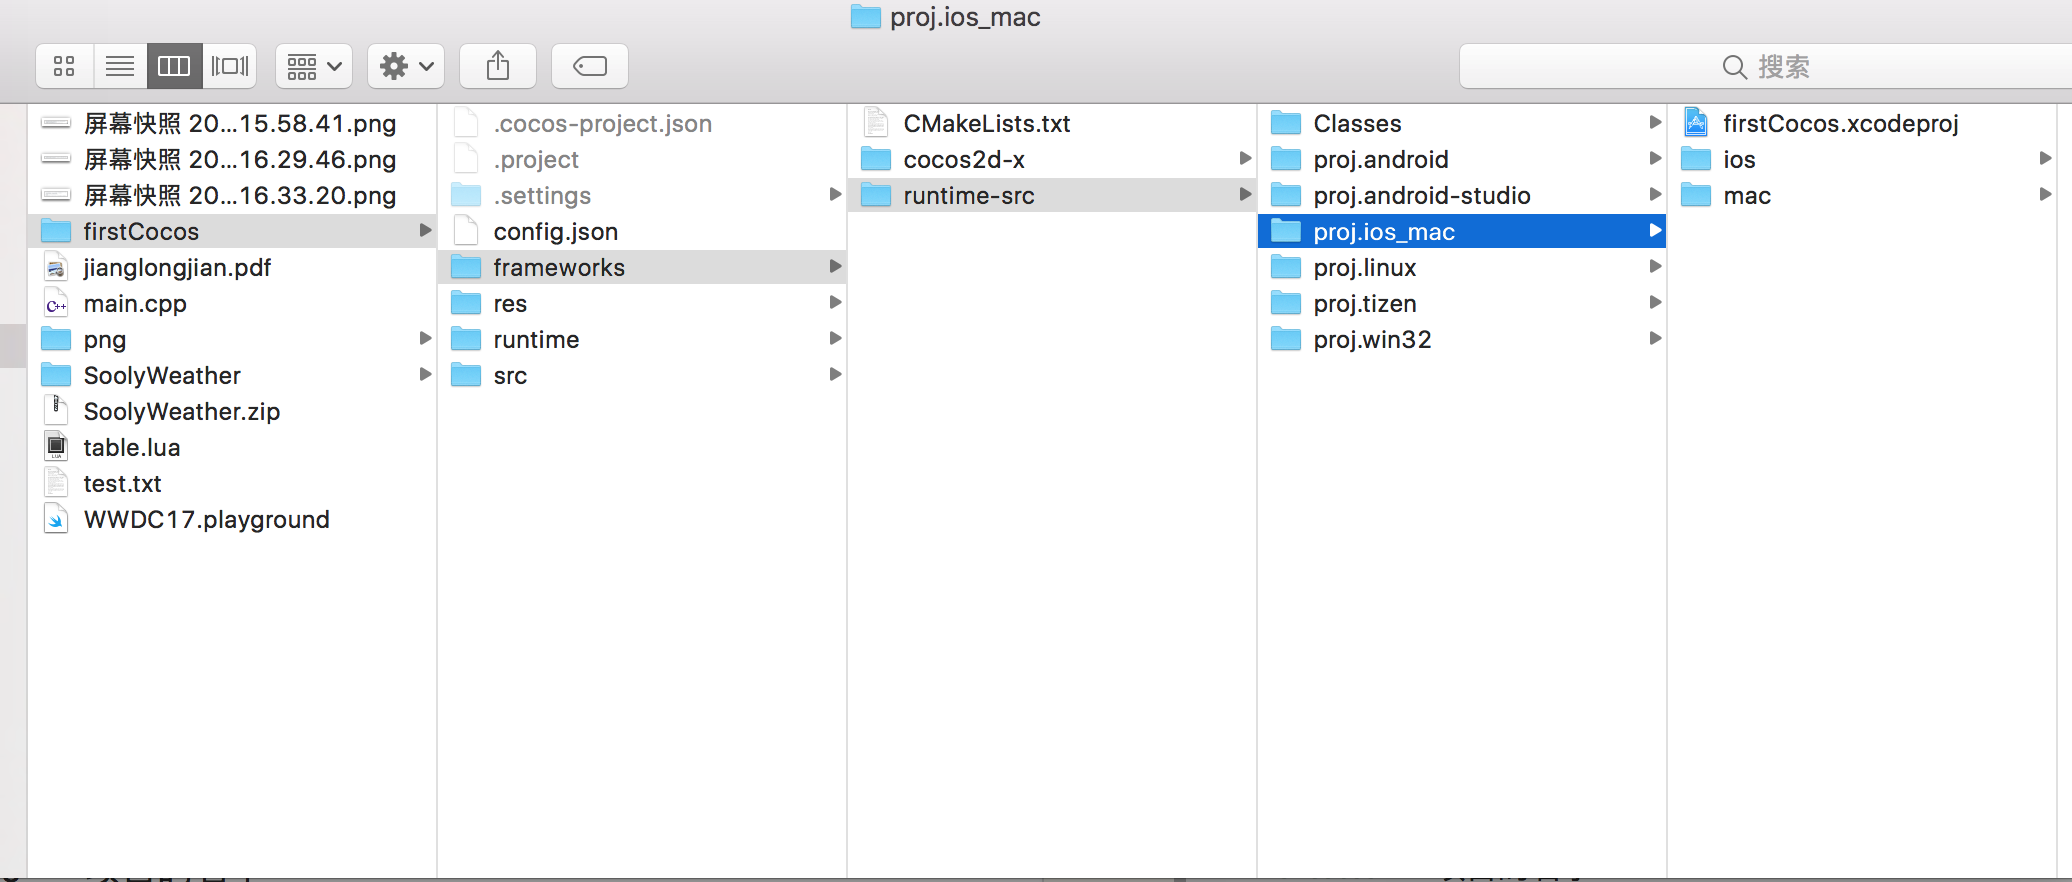 proj.ios_mac
搜索
屏幕快照 20...15.58.41.png
屏幕快照 20...16.29.46.png
屏幕快照 20...16.33.20.png
firstCocos
jianglongjian.pdf
main.cpp
png
SoolyWeather
SoolyWeather.zip
table.lua
test.txt
WWDC17.playground
.cocos-project.json
.project
.settings
config.json
frameworks
res
runtime
src
CMakeLists.txt
cocos2d-x
runtime-src
Classes
proj.android
proj.android-studio
proj.ios_mac
proj.linux
proj.tizen
proj.win32
firstCocos.xcodeproj
ios
mac